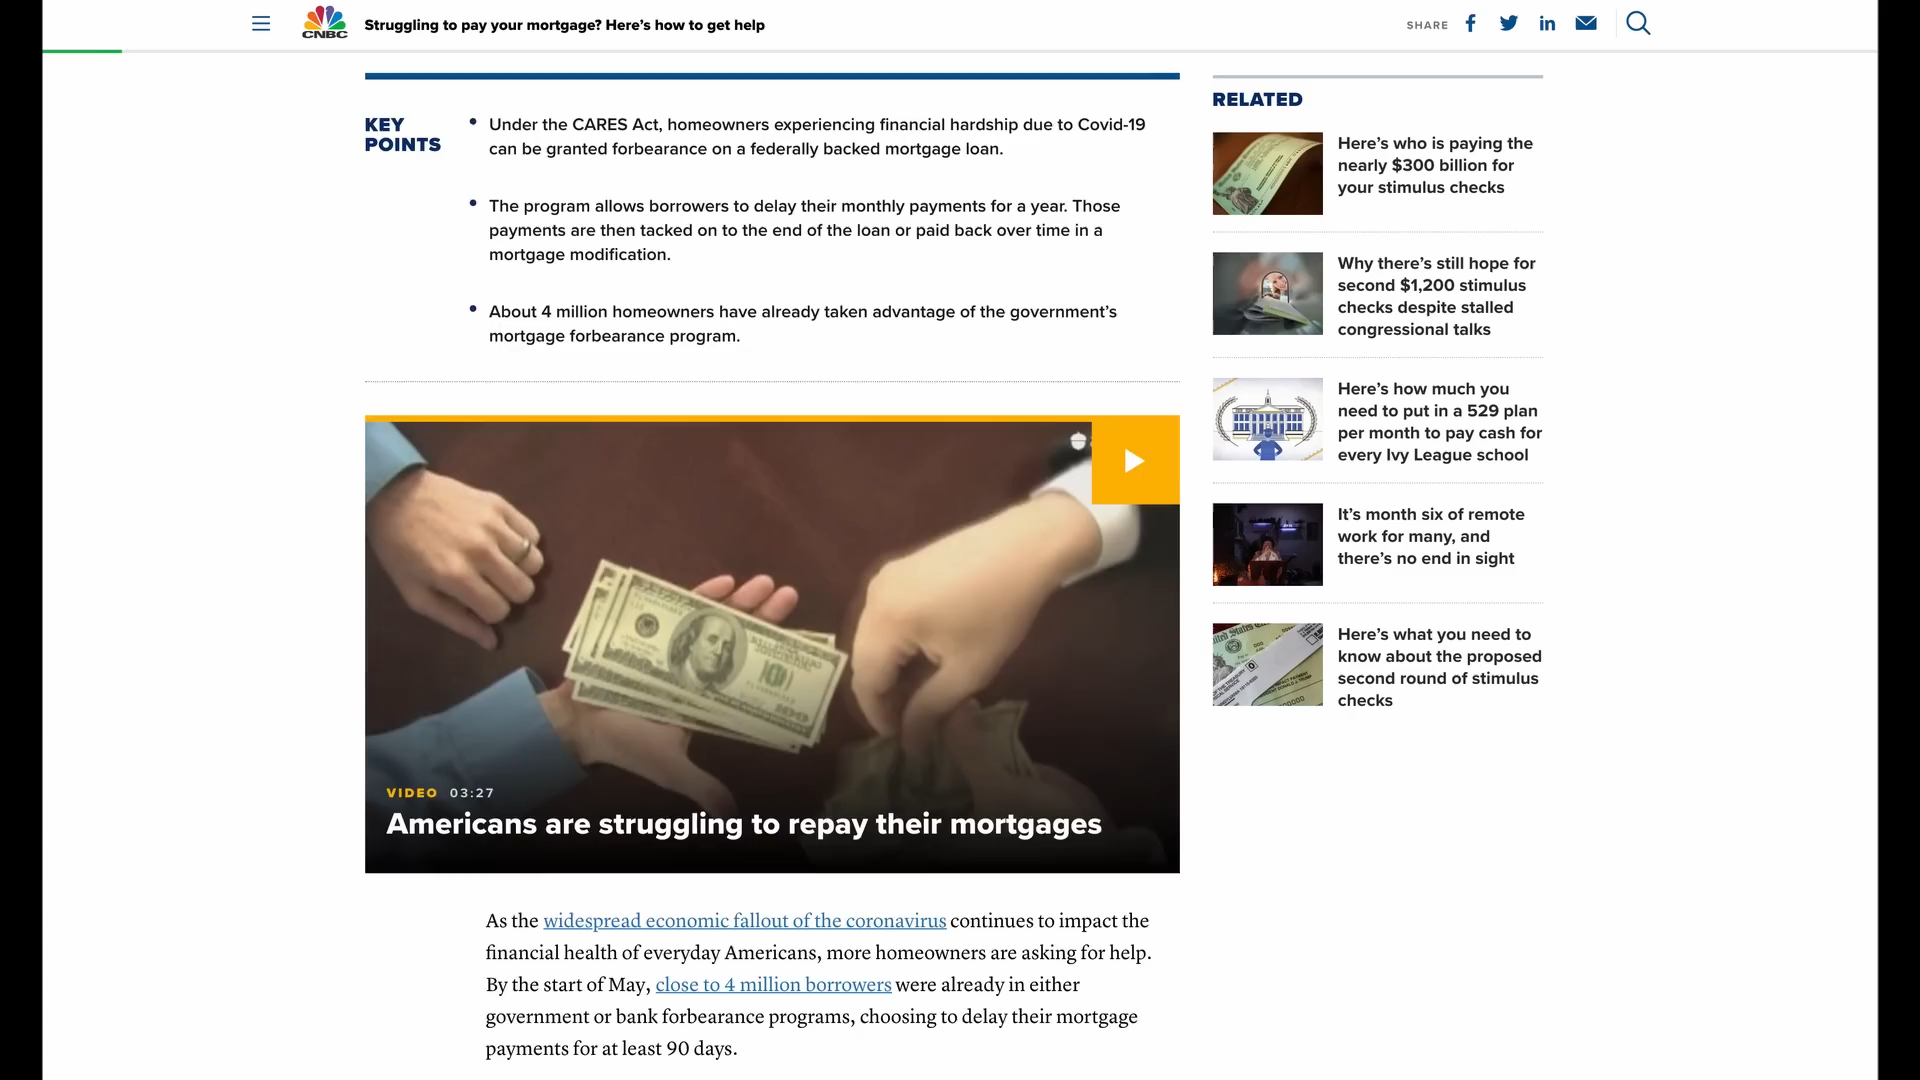 CNBC
Struggling to pay your mortgage? Here’s how to get help
SHARE
KEY
POINTS
Under the CARES Act, homeowners experiencing financial hardship due to Covid-19
can be granted forbearance on a federally backed mortgage loan.
The program allows borrowers to delay their monthly payments for a year. Those
payments are then tacked on to the end of the loan or paid back over time in a
mortgage modification.
About 4 million homeowners have already taken advantage of the government’s
mortgage forbearance program.
VIDEO 03:27
Americans are struggling to repay their mortgages
As the widespread economic fallout of the coronavirus continues to impact the
financial health of everyday Americans, more homeowners are asking for help.
By the start of May, close to 4 million borrowers were already in either
government or bank forbearance programs, choosing to delay their mortgage
payments for at least 90 days.
RELATED
Here’s who is paying the
nearly $300 billion for
your stimulus checks
Why there’s still hope for
second $1,200 stimulus
checks despite stalled
congressional talks
Here’s how much you
need to put in a 529 plan
per month to pay cash for
every Ivy League school
It’s month six of remote
work for many, and
there’s no end in sight
Here’s what you need to
know about the proposed
second round of stimulus
checks